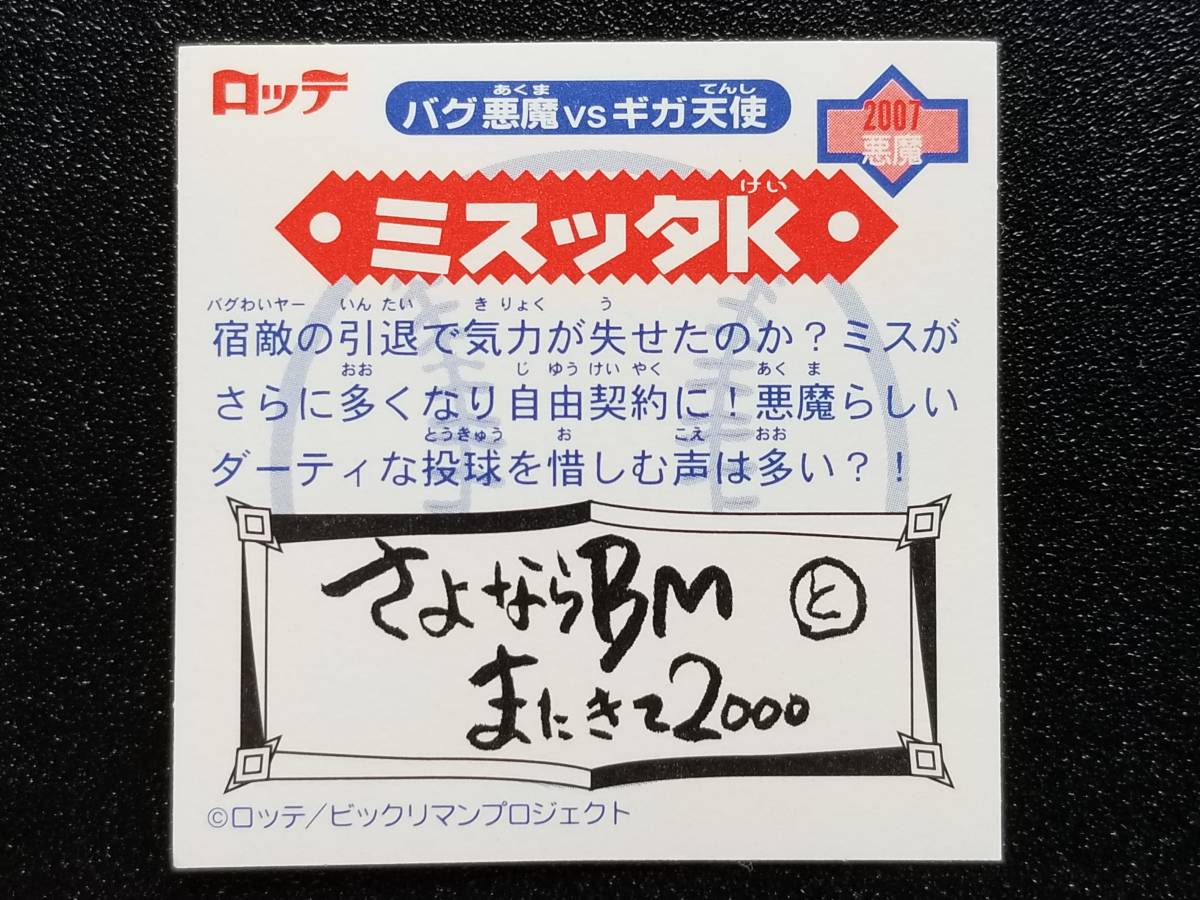 ロッテ
あくま てんし
バグ悪魔vsギガ天使
2007
悪魔
けい
ミスッタK
バグわいヤー いん たい き りょく う
宿敵の引退で気力が失せたのか?ミスが
おお じ ゆう けい やく あく ま
さらに多くなり自由契約に!悪魔らしい
とうきゅう お こえ おお
ダーティな投球を惜しむ声は多い?!
さよならBM と
またきて2000
©ロッテ/ビックリマンプロジェクト